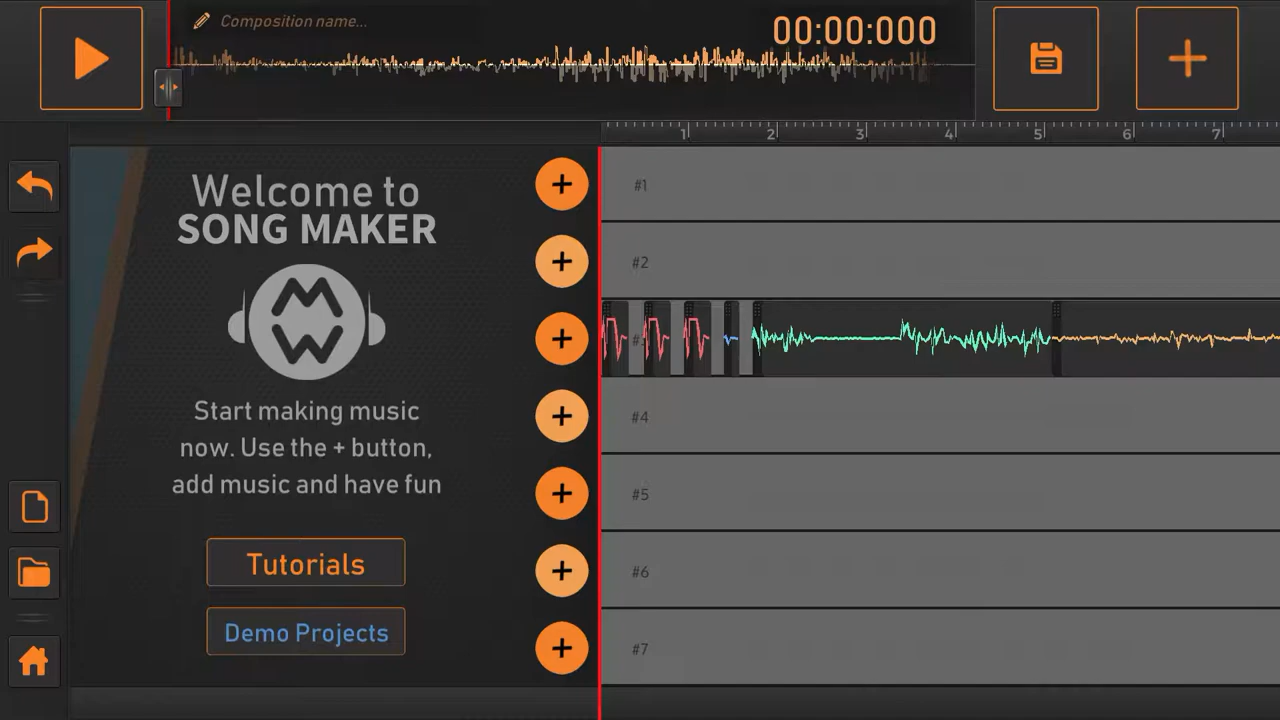 Composition name...
00:00:000
1 2 3 4 5 6 7
Welcome to
SONG MAKER
Start making music
now. Use the + button,
add music and have fun
Tutorials
Demo Projects
#1
#2
#4
#5
#6
#7